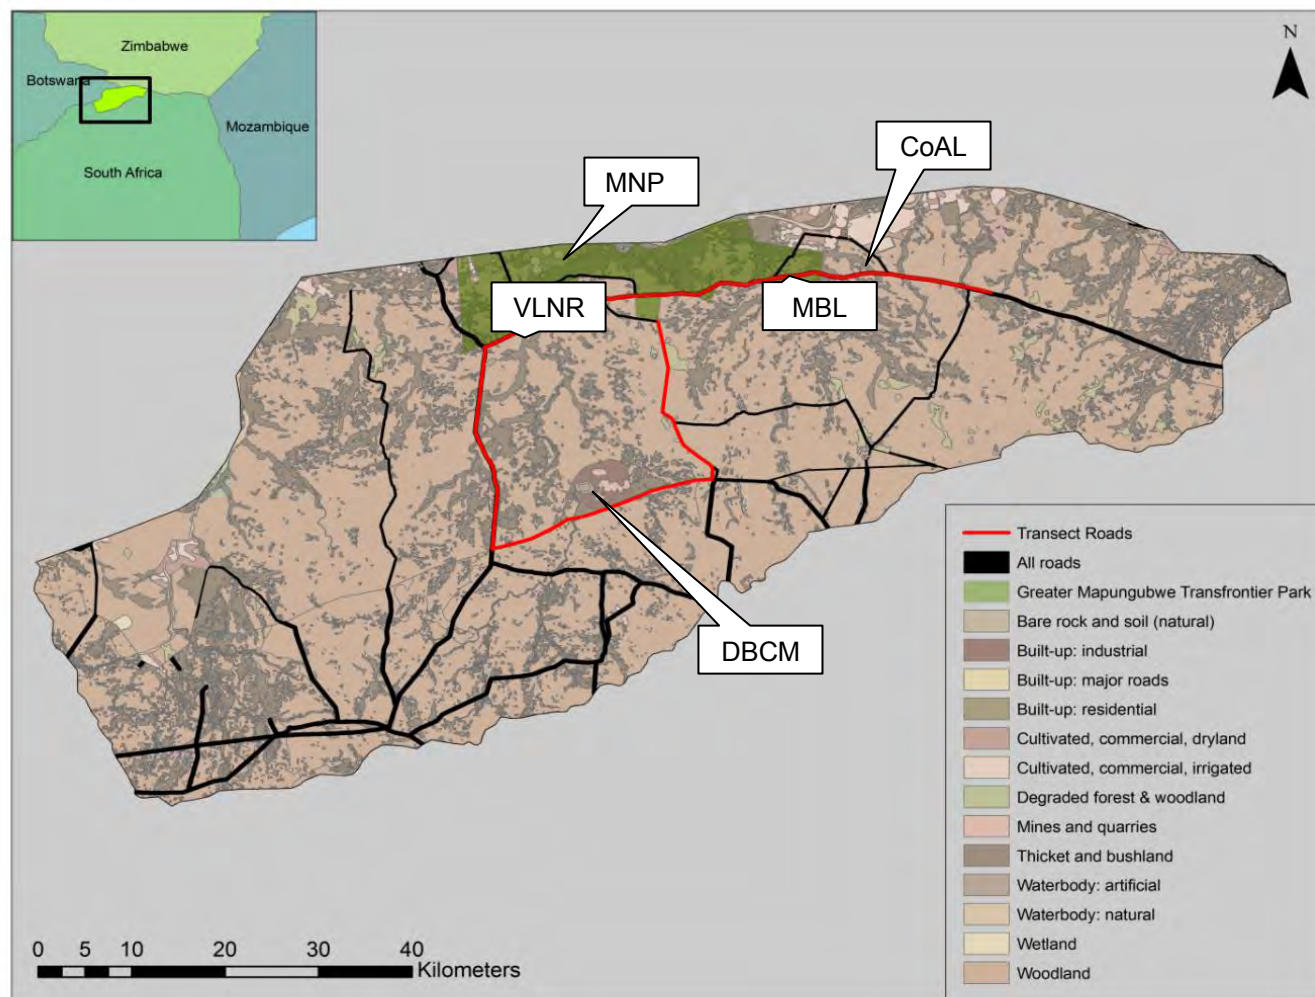 Zimbabwe
Botswana
Mozambique
South Africa
N
CoAL
MNP
VLNR
MBL
DBCM
Transect Roads
All roads
Greater Mapungubwe Transfrontier Park
Bare rock and soil (natural)
Built-up: industrial
Built-up: major roads
Built-up: residential
Cultivated, commercial, dryland
Cultivated, commercial, irrigated
Degraded forest & woodland
Mines and quarries
Thicket and bushland
Waterbody: artificial
Waterbody: natural
Wetland
Woodland
0 5 10 20 30 40
Kilometers